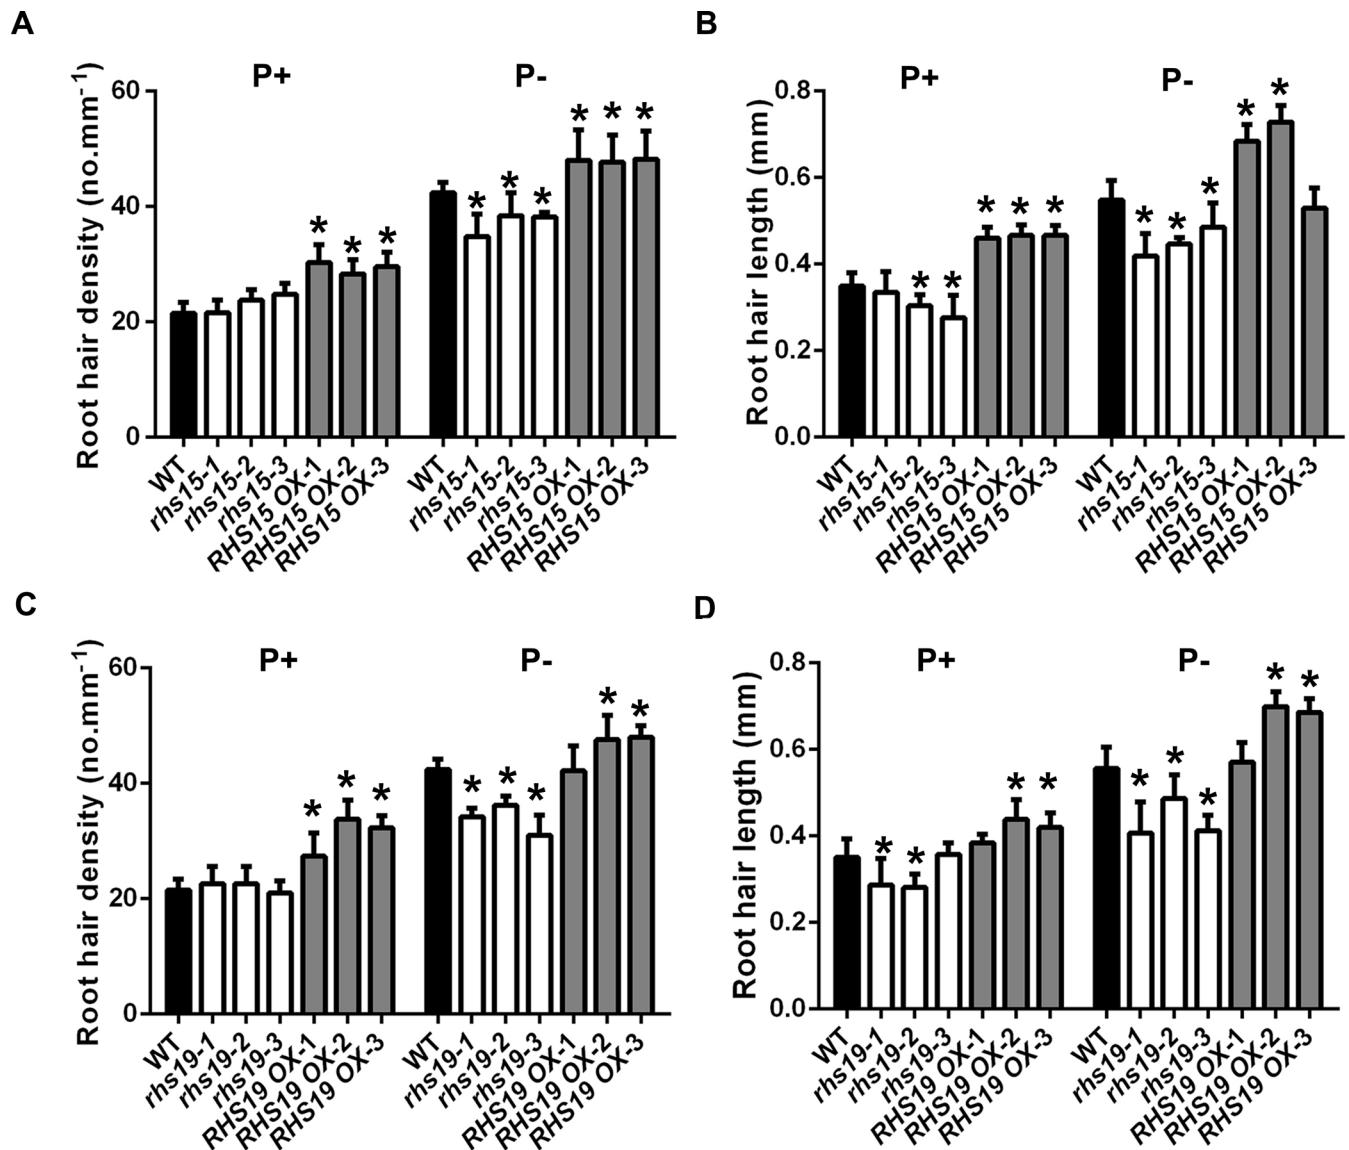 A
P+
P-
Root hair density (no.mm-1)
60
40
20
0
WT
rhs15-1
rhs15-2
rhs15-3
RHS15 OX-1
RHS15 OX-2
RHS15 OX-3
WT
rhs15-1
rhs15-2
rhs15-3
RHS15 OX-1
RHS15 OX-2
RHS15 OX-3
B
P+
P-
Root hair length (mm)
0.8
0.6
0.4
0.2
0.0
WT
rhs15-1
rhs15-2
rhs15-3
RHS15 OX-1
RHS15 OX-2
RHS15 OX-3
WT
rhs15-1
rhs15-2
rhs15-3
RHS15 OX-1
RHS15 OX-2
RHS15 OX-3
C
P+
P-
Root hair density (no.mm-1)
60
40
20
0
WT
rhs19-1
rhs19-2
rhs19-3
RHS19 OX-1
RHS19 OX-2
RHS19 OX-3
WT
rhs19-1
rhs19-2
rhs19-3
RHS19 OX-1
RHS19 OX-2
RHS19 OX-3
D
P+
P-
Root hair length (mm)
0.8
0.6
0.4
0.2
0.0
WT
rhs19-1
rhs19-2
rhs19-3
RHS19 OX-1
RHS19 OX-2
RHS19 OX-3
WT
rhs19-1
rhs19-2
rhs19-3
RHS19 OX-1
RHS19 OX-2
RHS19 OX-3